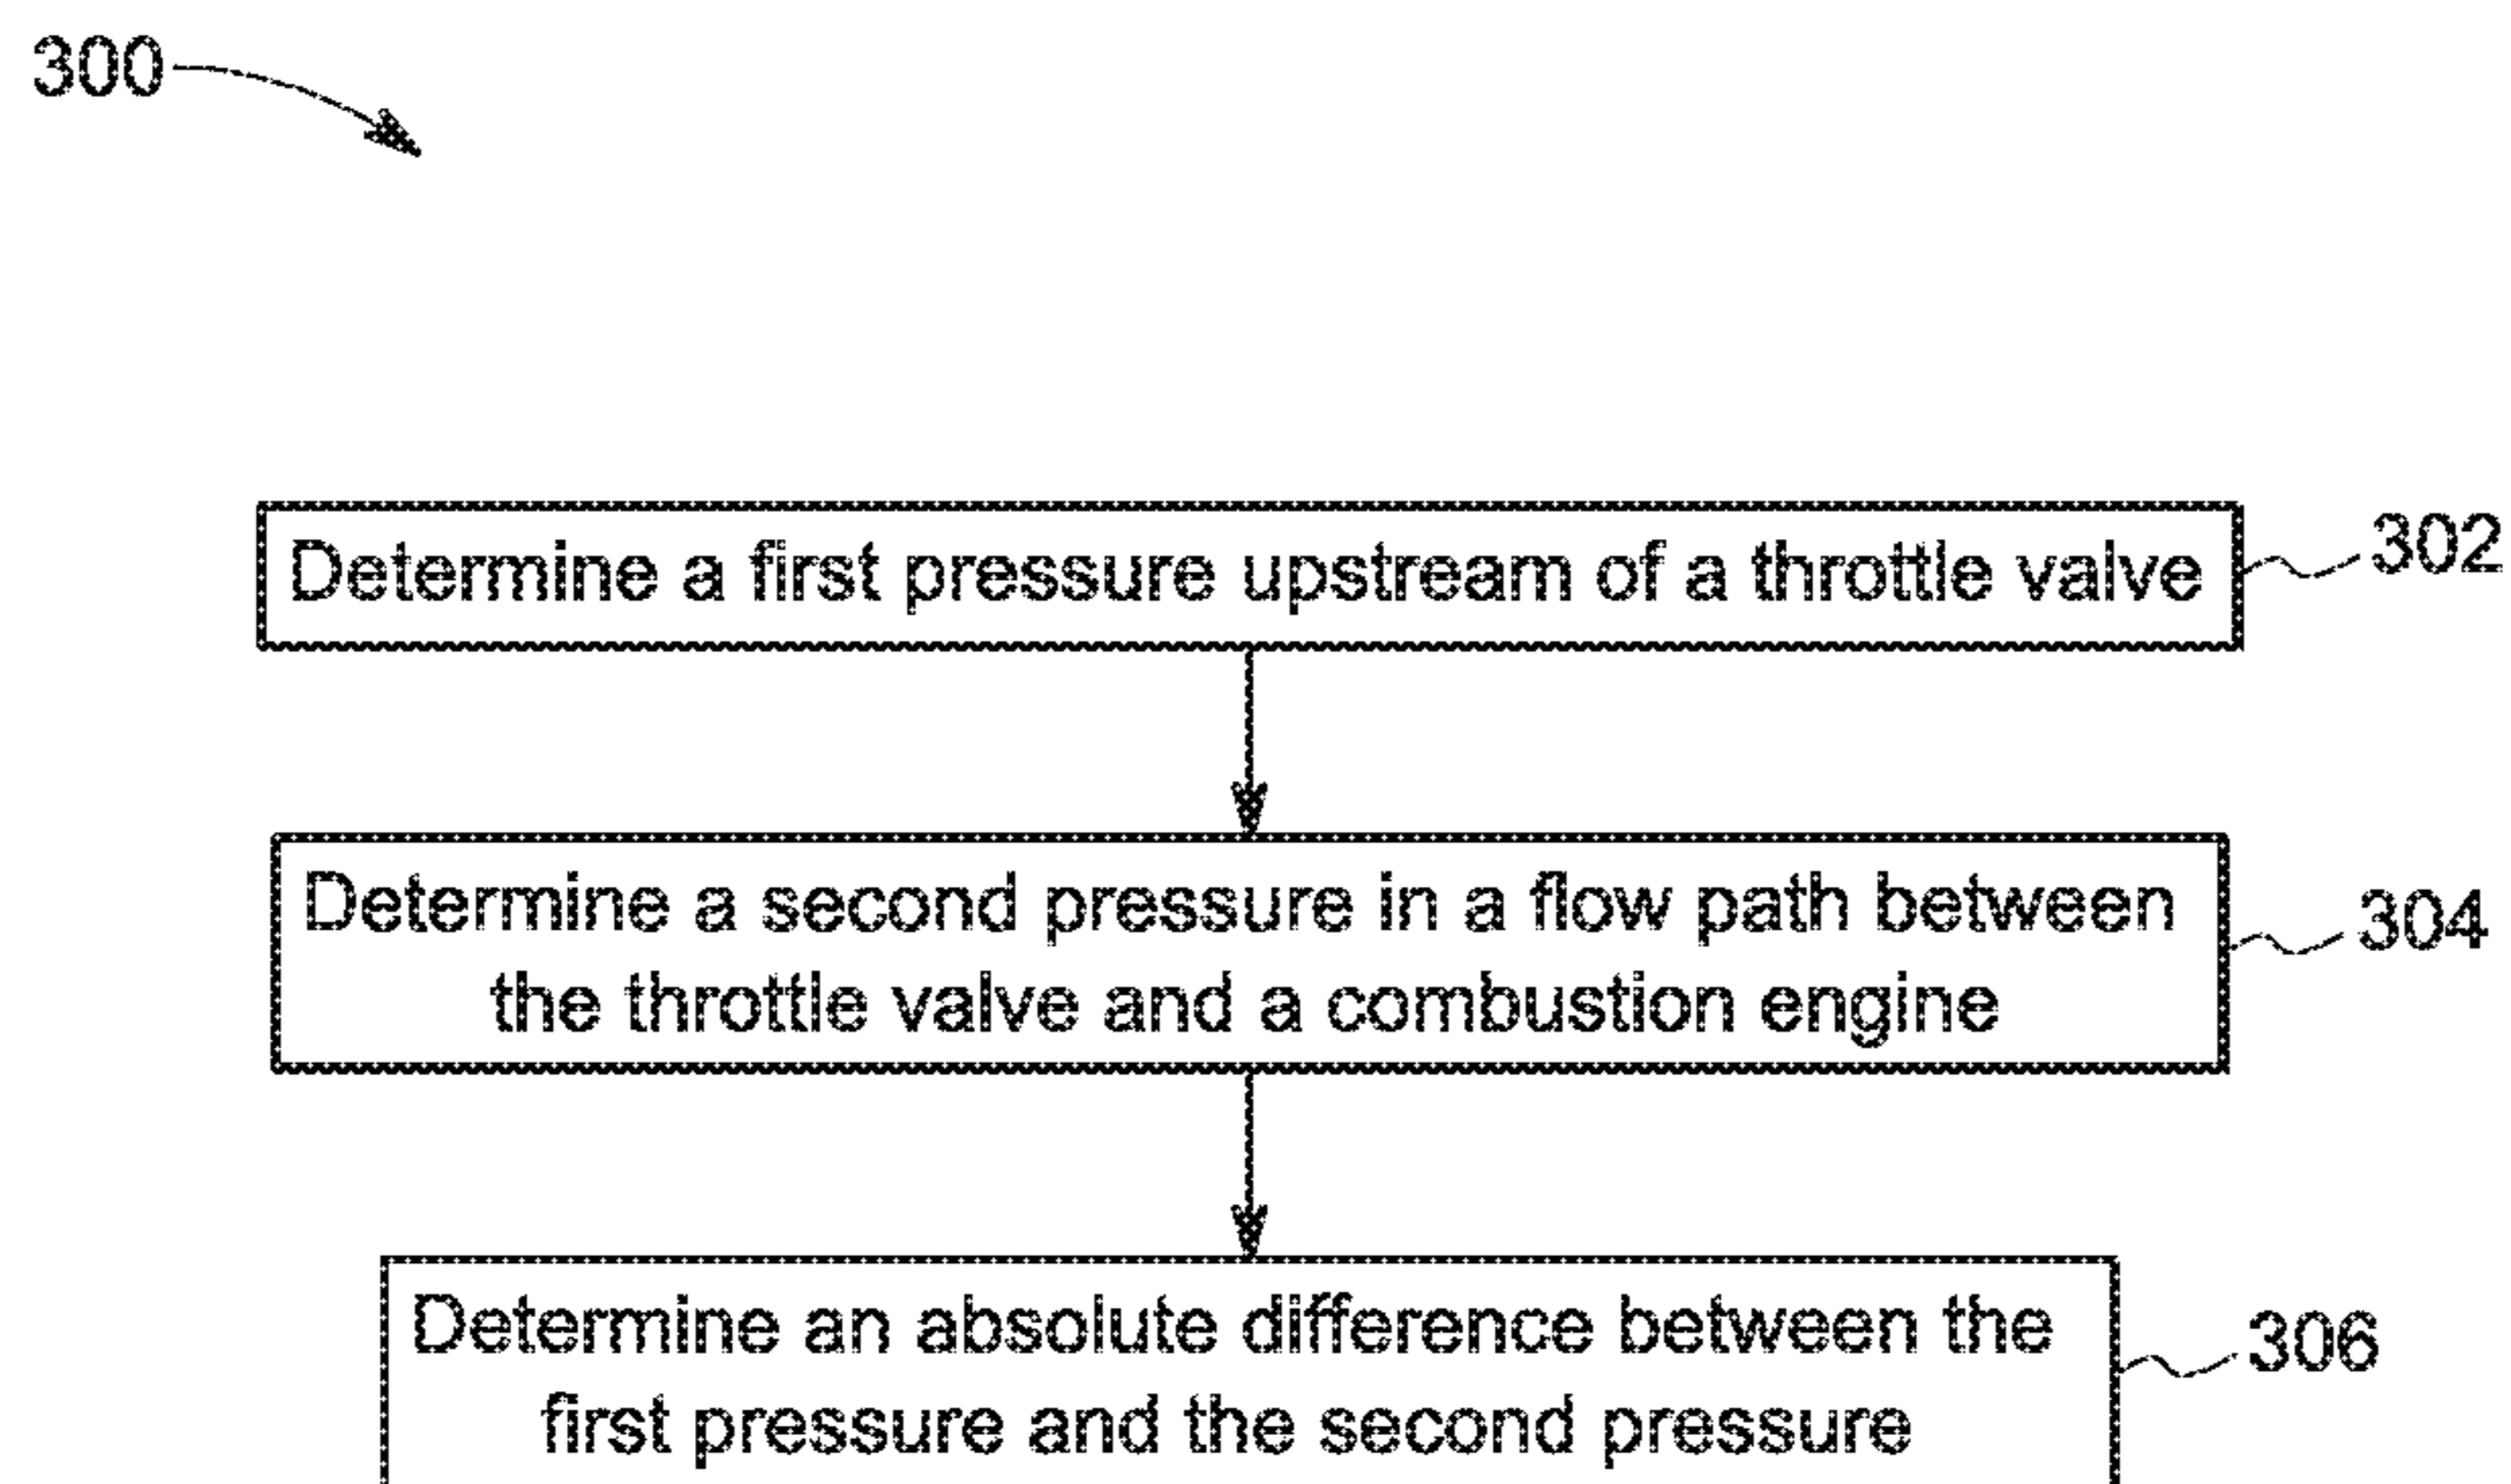 300
Determine a first pressure upstream of a throttle valve
302
Determine a second pressure in a flow path between
the throttle valve and a combustion engine
304
Determine an absolute difference between the
first pressure and the second pressure
306